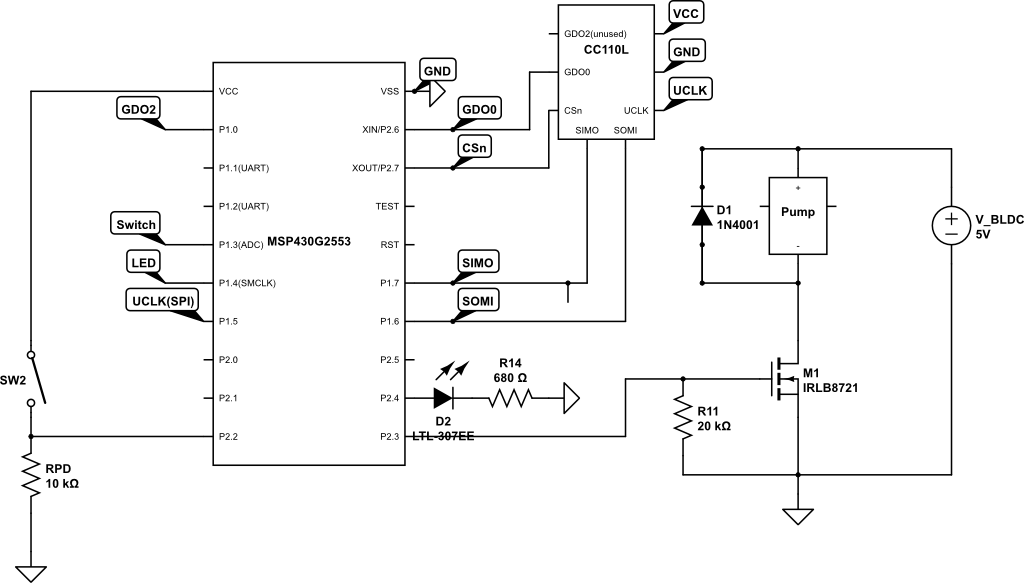 VCC
GDO2(unused)
CC110L
GND
GDO0
UCLK
CSn
UCLK
SIMO
SOMI
GND
VCC
VSS
GDO2
P1.0
XIN/P2.6
GDO0
P1.1(UART)
XOUT/P2.7
CSn
P1.2(UART)
TEST
Switch
P1.3(ADC)
MSP430G2553
RST
LED
P1.4(SMCLK)
P1.7
SIMO
UCLK(SPI)
P1.5
P1.6
SOMI
P2.0
P2.5
P2.1
P2.4
P2.2
P2.3
SW2
RPD
10 kΩ
D2
LTL-307EE
R14
680 Ω
D1
1N4001
+
Pump
-
V_BLDC
5V
M1
IRLB8721
R11
20 kΩ